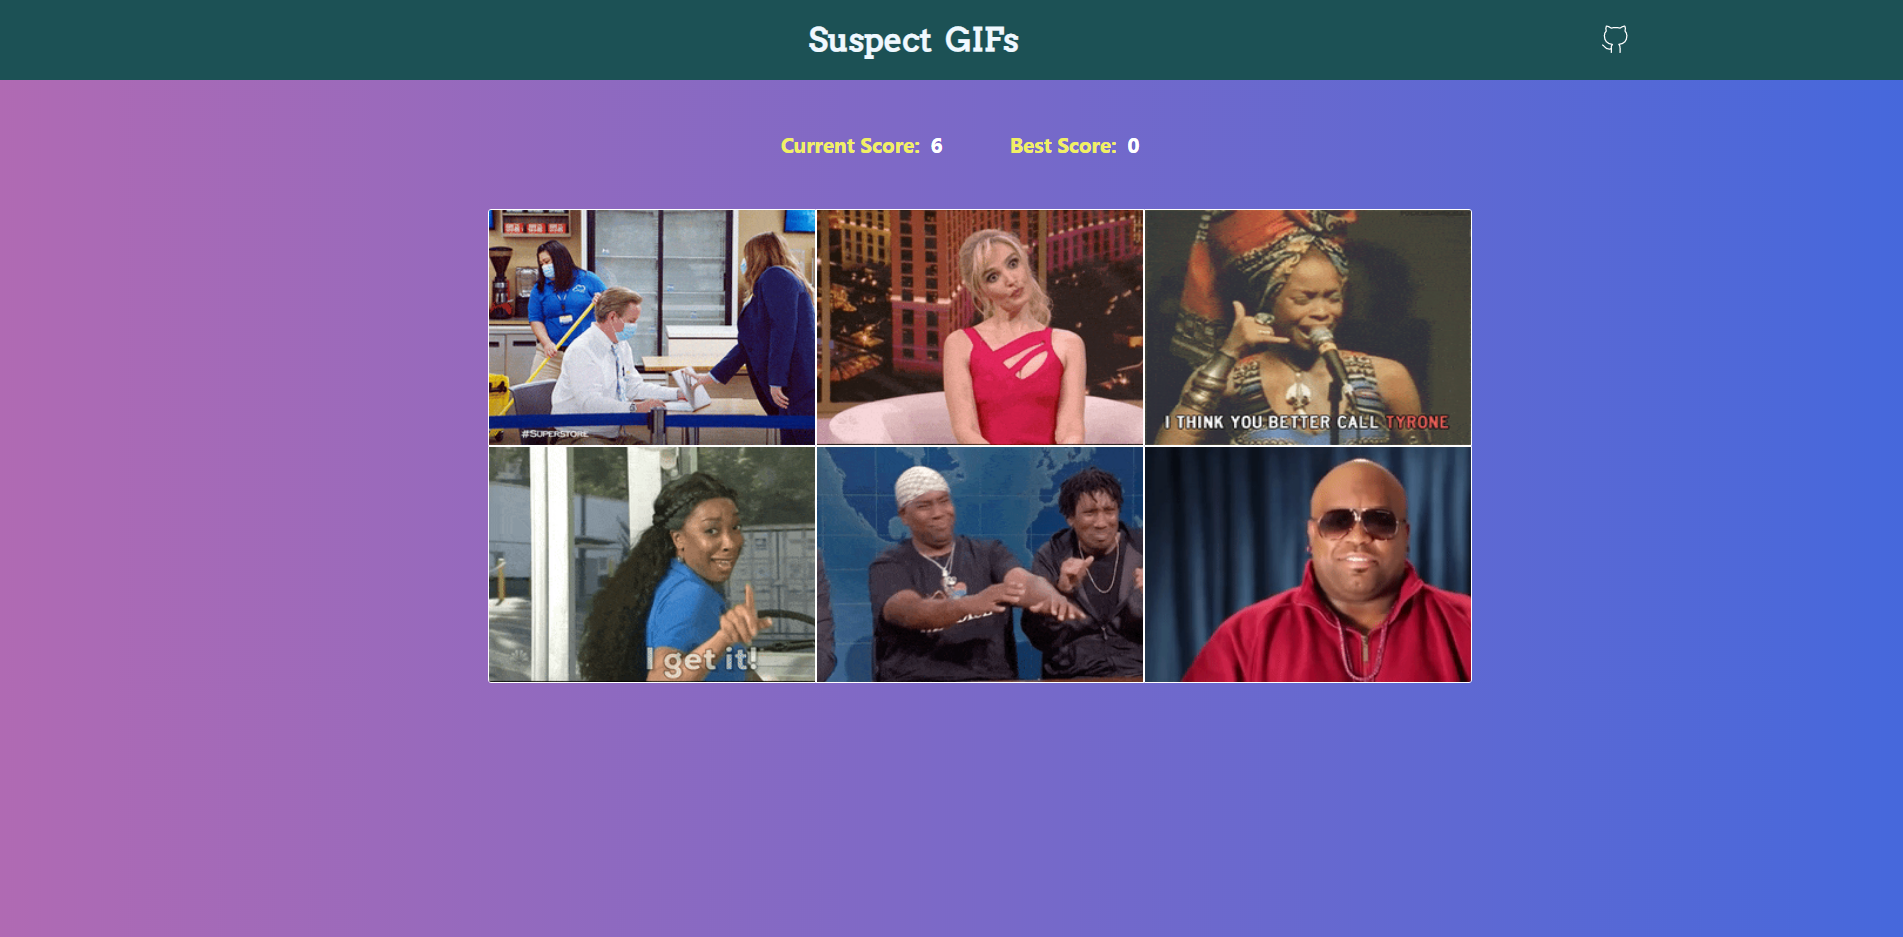 Suspect GIFs
Current Score: 6
Best Score: 0
#SUPERSTORE
I THINK YOU BETTER CALL TYRONE
I get it!